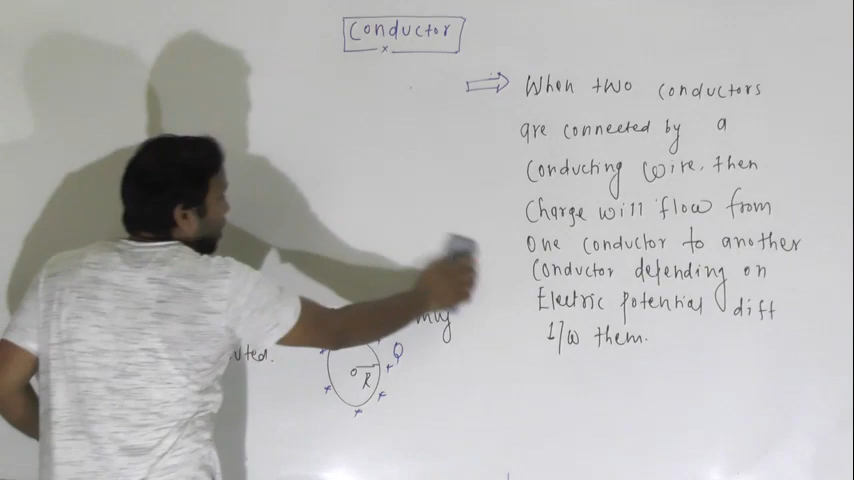 Conductor
When two conductors
are connected by a
Conducting wire, then
Charge will flow from
One conductor to another
Conductor depending on
Electric potential diff
b/w them.
Q
R